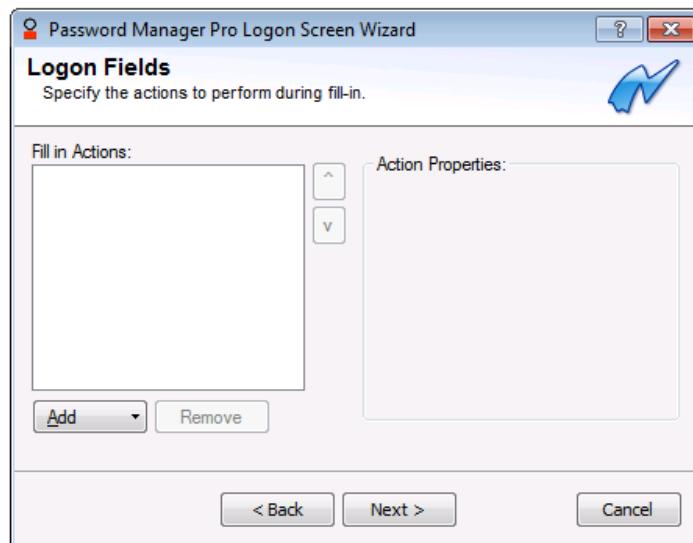 Password Manager Pro Logon Screen Wizard
?
Logon Fields
Specify the actions to perform during fill-in.
Fill in Actions:
^
Action Properties:
v
Add
Remove
< Back
Next >
Cancel